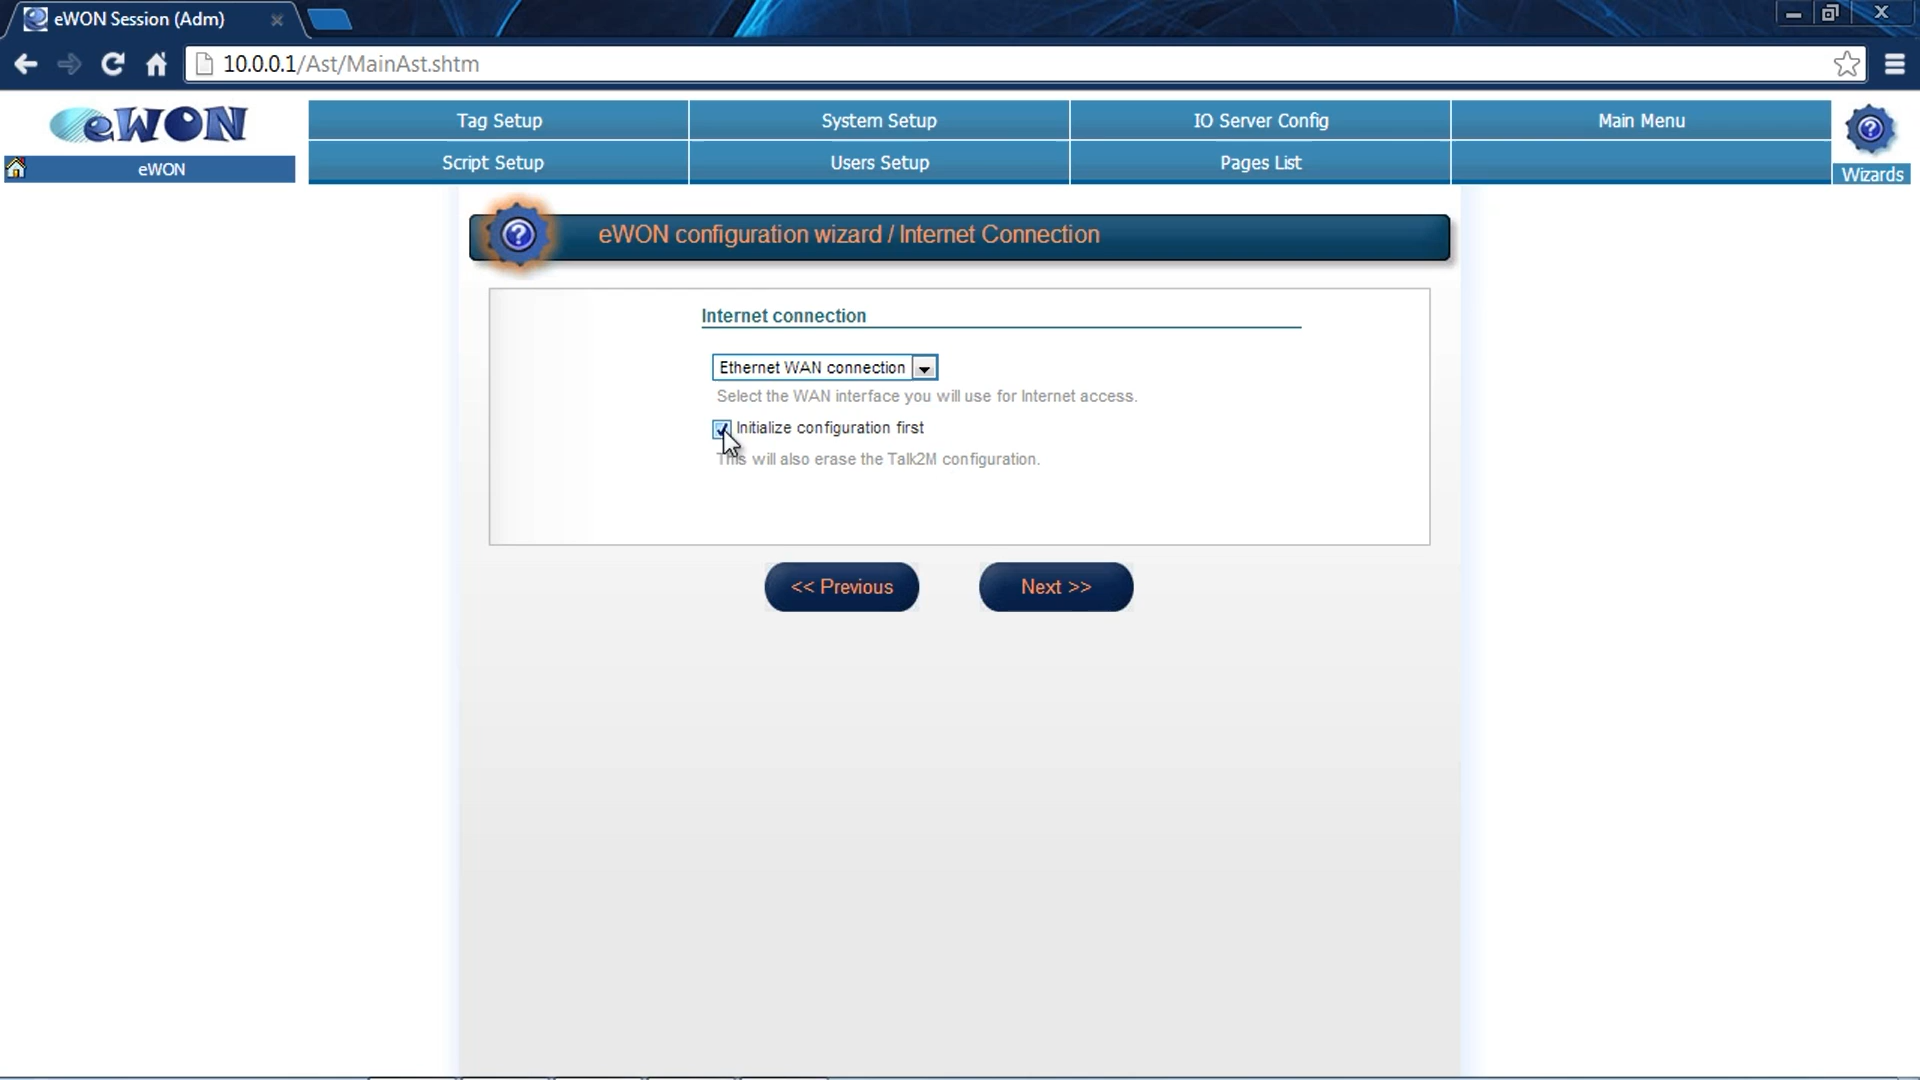 eWON Session (Adm)
10.0.0.1/Ast/MainAst.shtm
eWON
Tag Setup
System Setup
IO Server Config
Main Menu
eWON
Script Setup
Users Setup
Pages List
Wizards
eWON configuration wizard / Internet Connection
Internet connection
Ethernet WAN connection
Select the WAN interface you will use for Internet access.
Initialize configuration first
This will also erase the Talk2M configuration.
<< Previous
Next >>